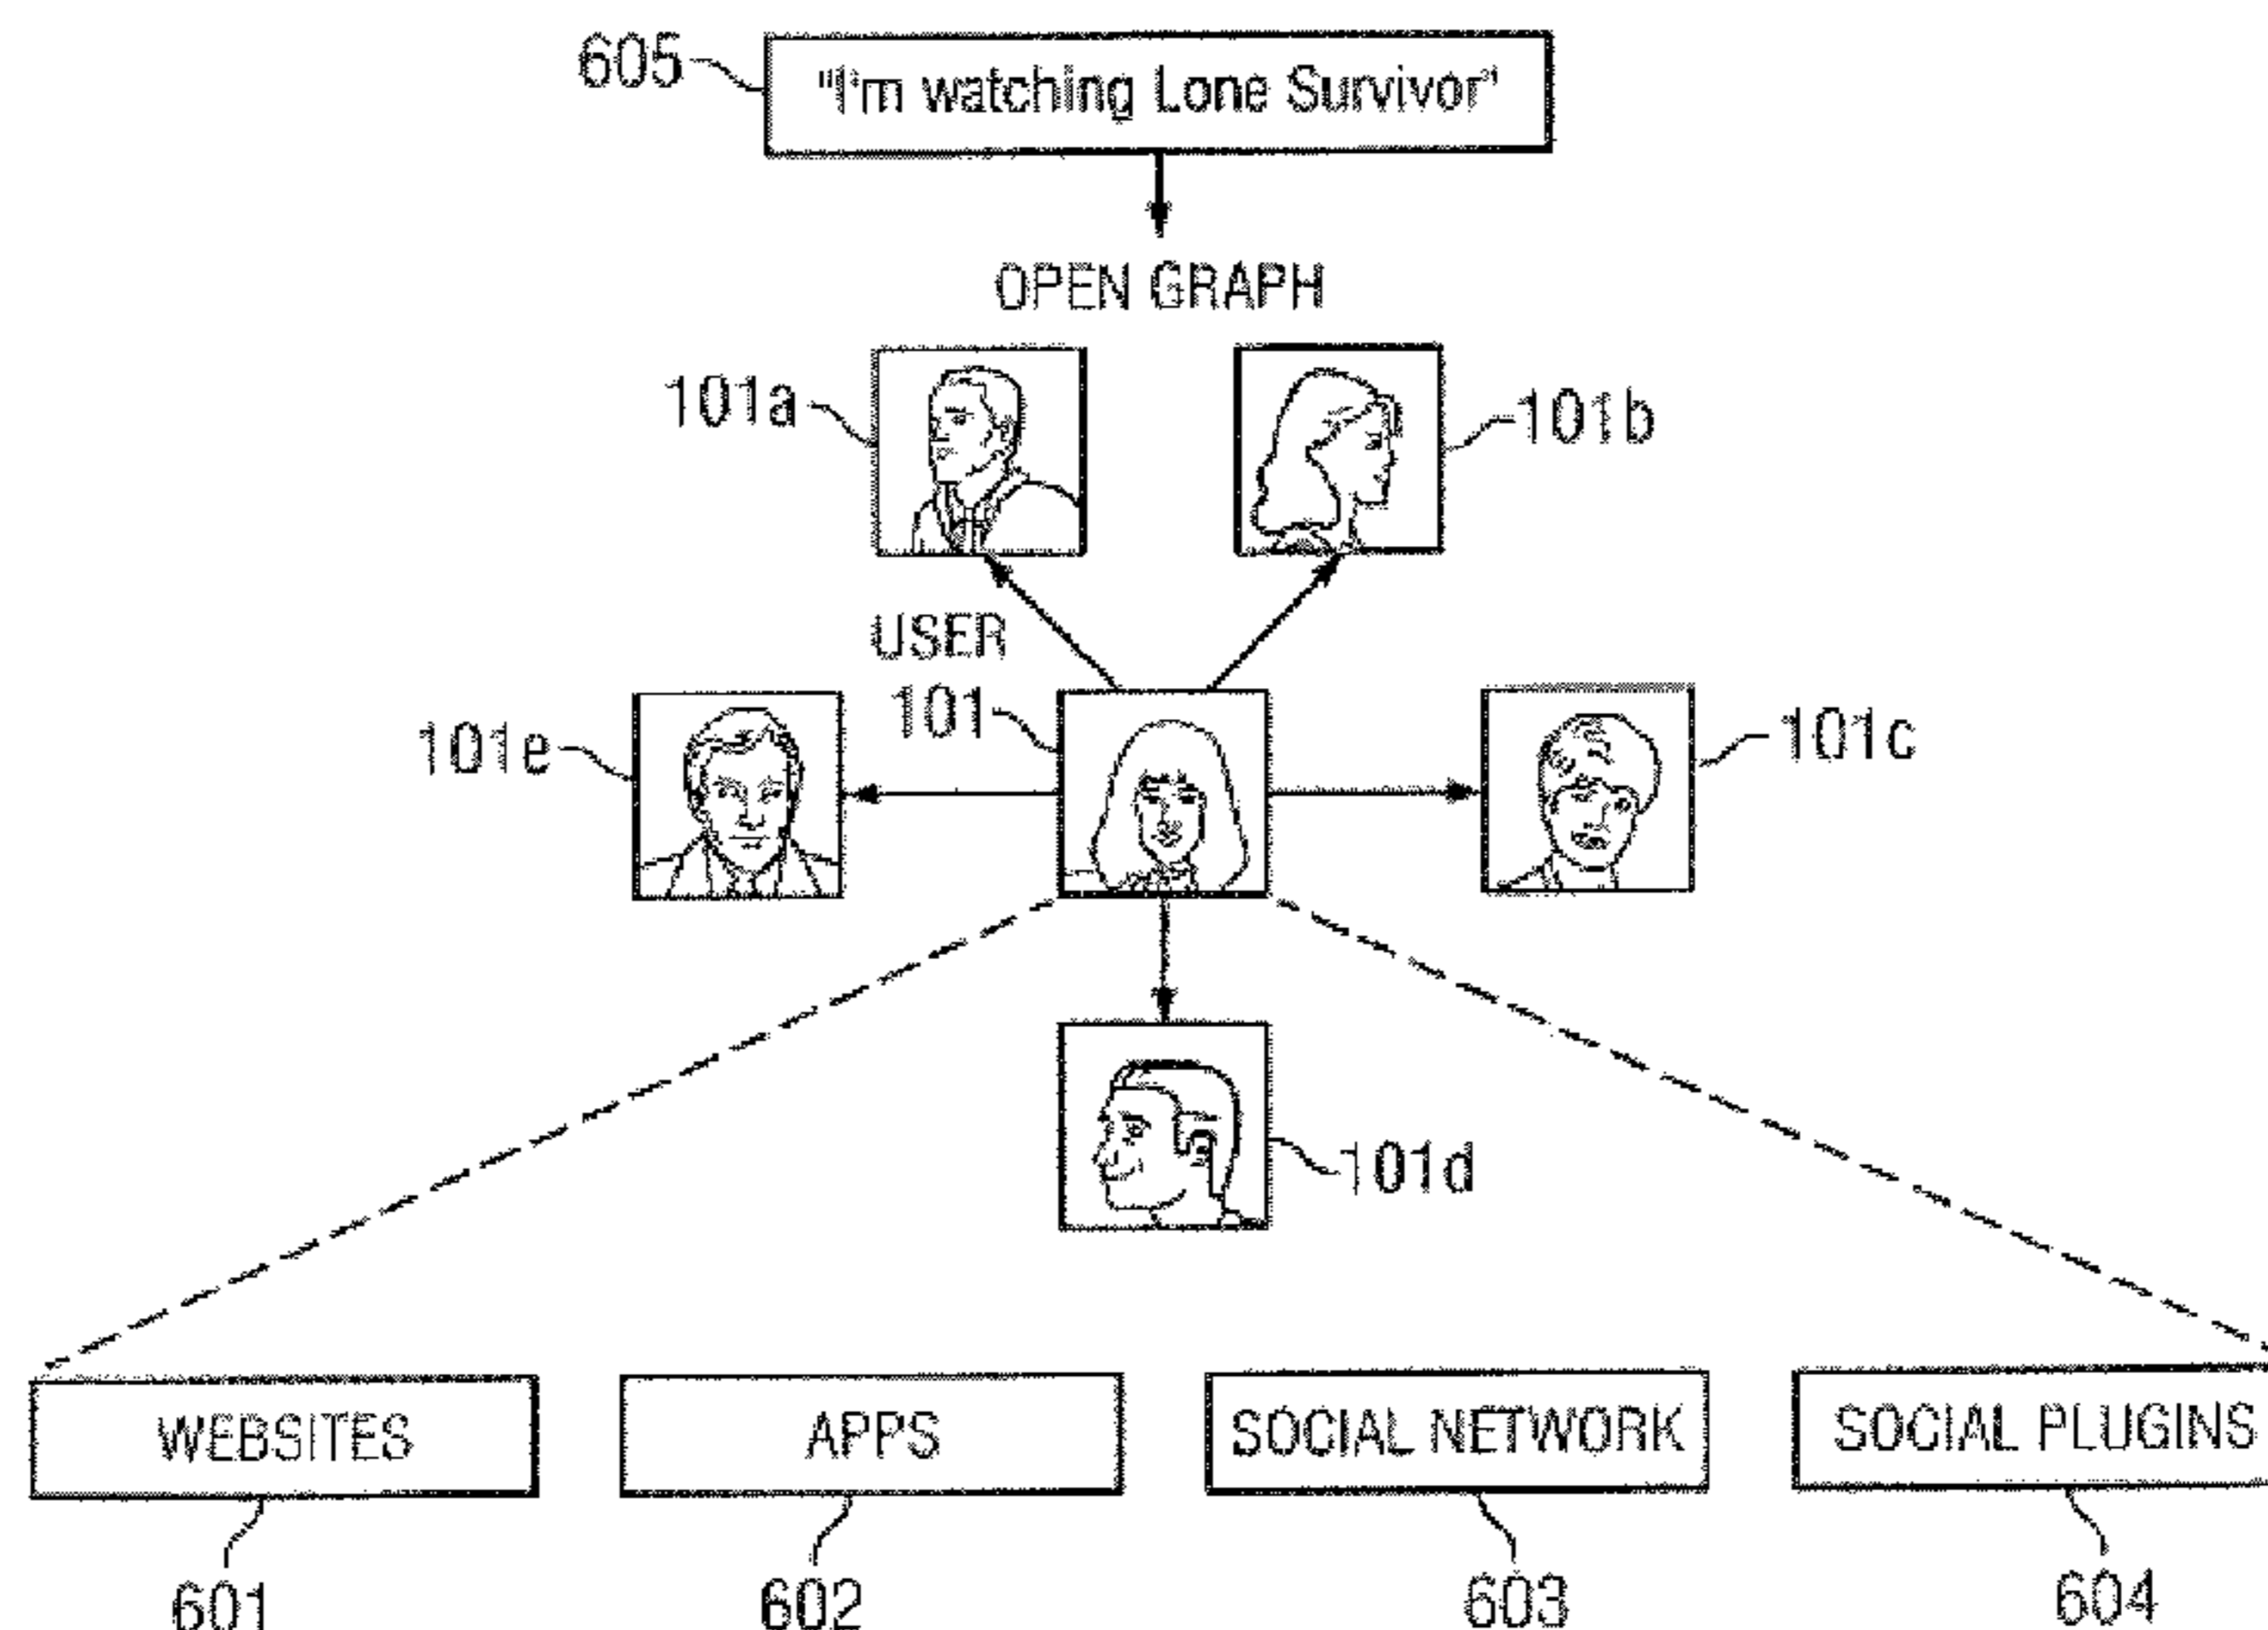 605
"I'm watching Lone Survivor"
OPEN GRAPH
101a
101b
USER
101
101e
101c
101d
WEBSITES
APPS
SOCIAL NETWORK
SOCIAL PLUGINS
601
602
603
604